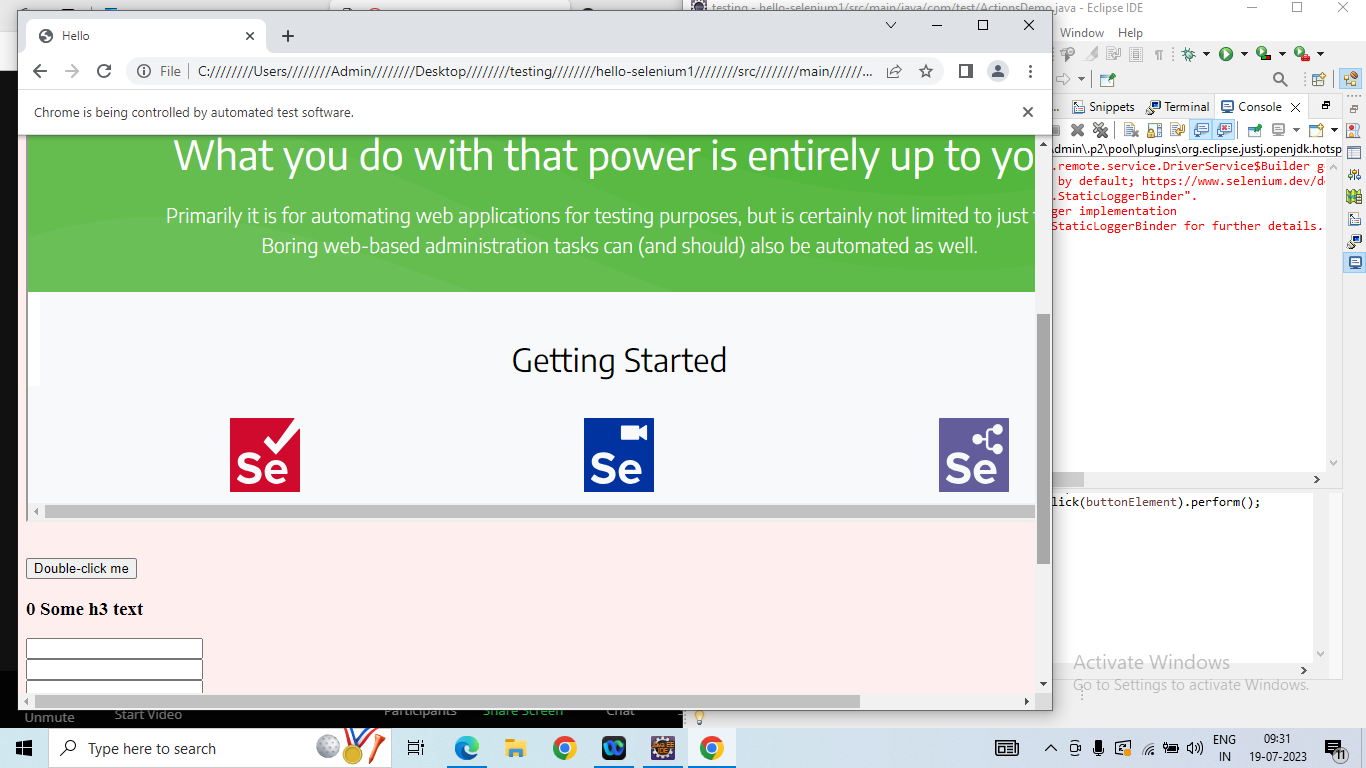 testing - hello-selenium1/src/main/java/com/test/ActionsDemo.java - Eclipse IDE
Hello
Window Help
File
C:////////Users////////Admin////////Desktop////////testing////////hello-selenium1////////src////////main//////...
Chrome is being controlled by automated test software.
Snippets
Terminal
Console
dmin\.p2\pool\plugins\org.eclipse.justj.openjdk.hotsp
.remote.service.DriverService$Builder g
by default; https://www.selenium.dev/d
.StaticLoggerBinder".
ger implementation
StaticLoggerBinder for further details.
What you do with that power is entirely up to yo
Primarily it is for automating web applications for testing purposes, but is certainly not limited to just
Boring web-based administration tasks can (and should) also be automated as well.
Getting Started
Se
Se
Se
lick(buttonElement).perform();
Double-click me
0 Some h3 text
Activate Windows
Go to Settings to activate Windows.
Unmute
Start Video
Participants
Share Screen
Chat
Type here to search
ENG
IN
09:31
19-07-2023
11